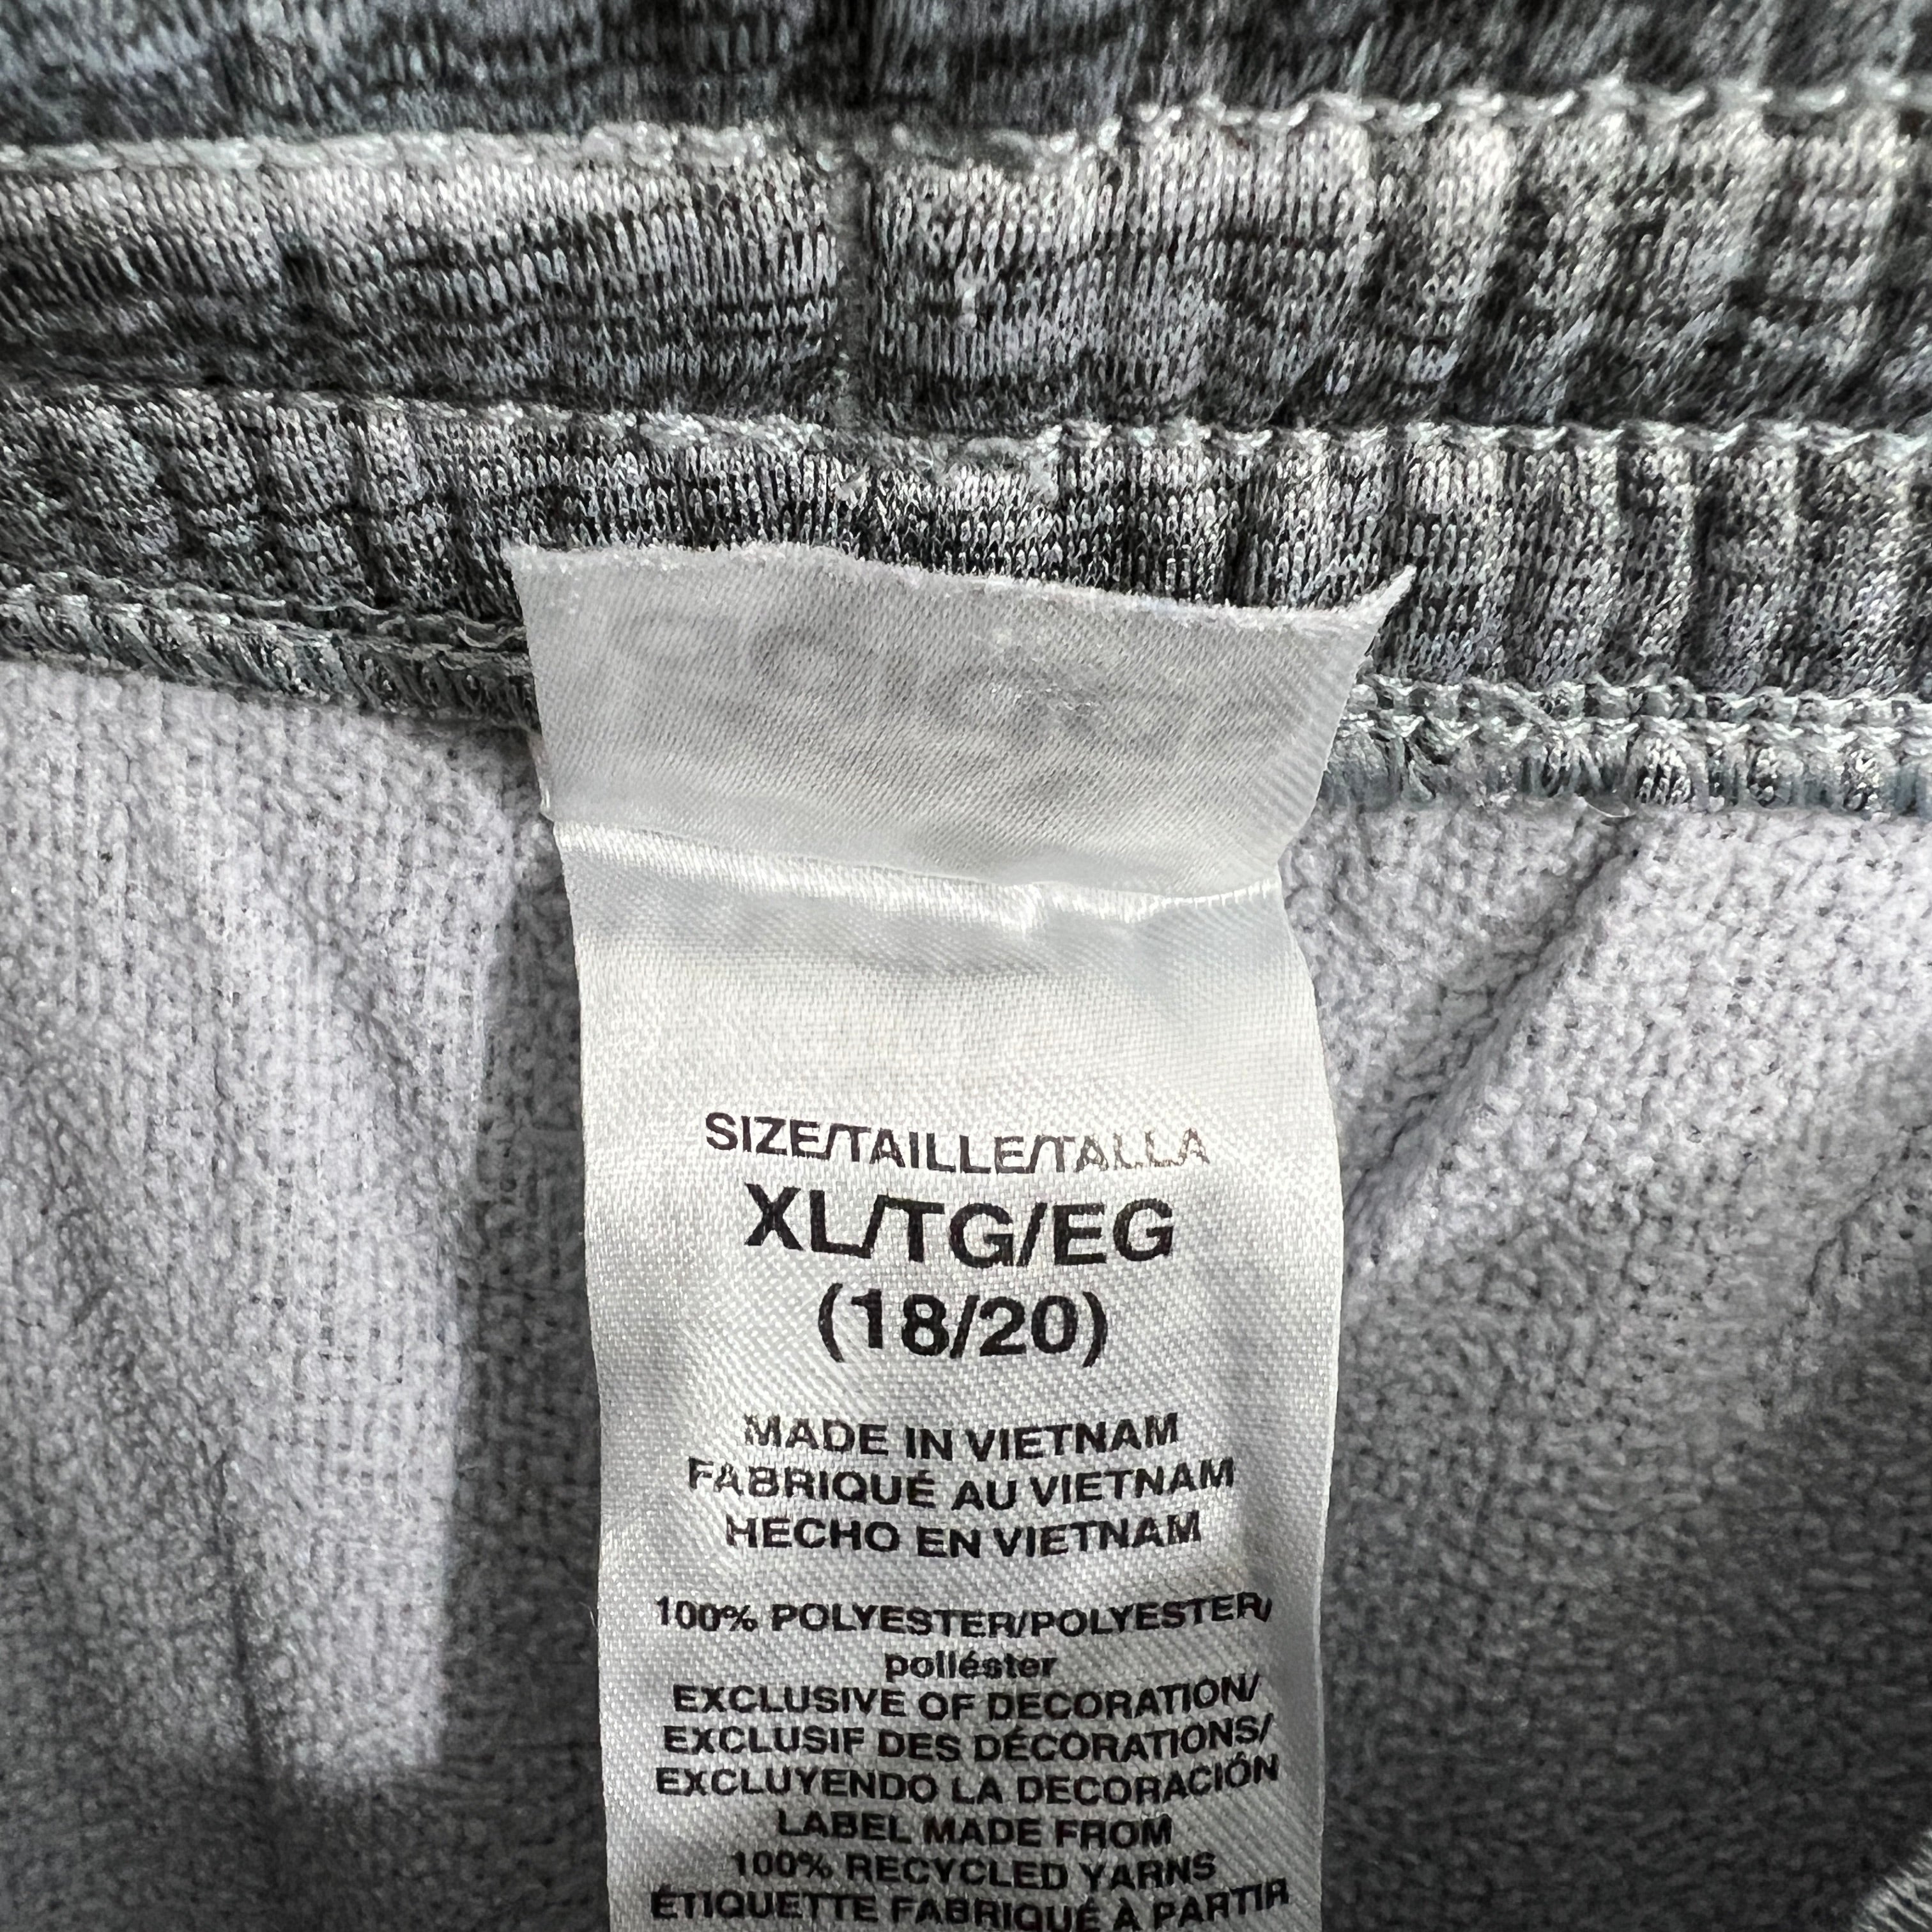 SIZE/TAILLE/TALLA
XL/TG/EG
(18/20)
MADE IN VIETNAM
FABRIQUÉ AU VIETNAM
HECHO EN VIETNAM
100% POLYESTER/POLYESTER/
poliéster
EXCLUSIVE OF DECORATION/
EXCLUSIF DES DÉCORATIONS/
EXCLUYENDO LA DECORACIÓN
LABEL MADE FROM
100% RECYCLED YARNS
ÉTIQUETTE FABRIQUÉ À PARTIR